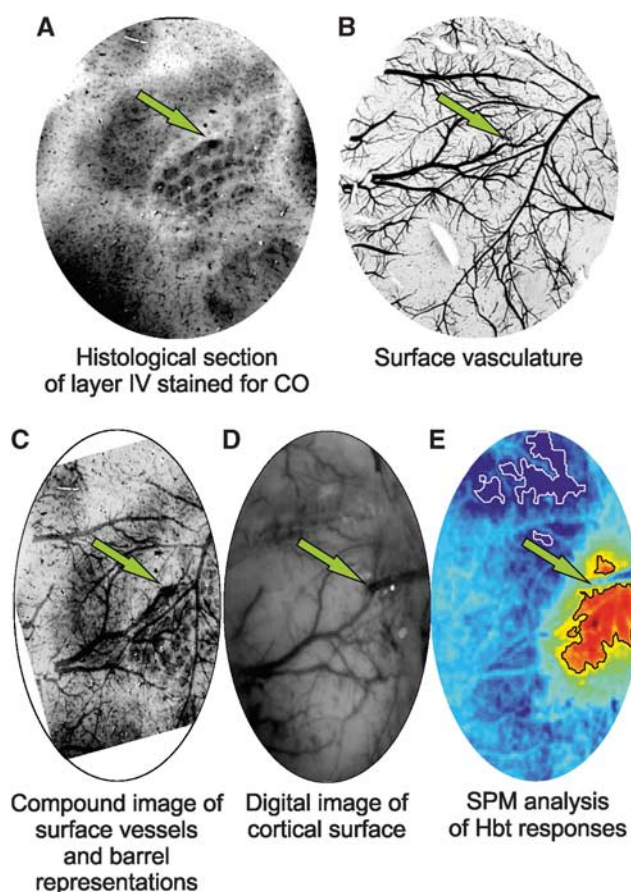 A
B
Histological section
of layer IV stained for CO
Surface vasculature
C
D
E
Compound image of
surface vessels
and barrel
representations
Digital image of
cortical surface
SPM analysis
of Hbt responses